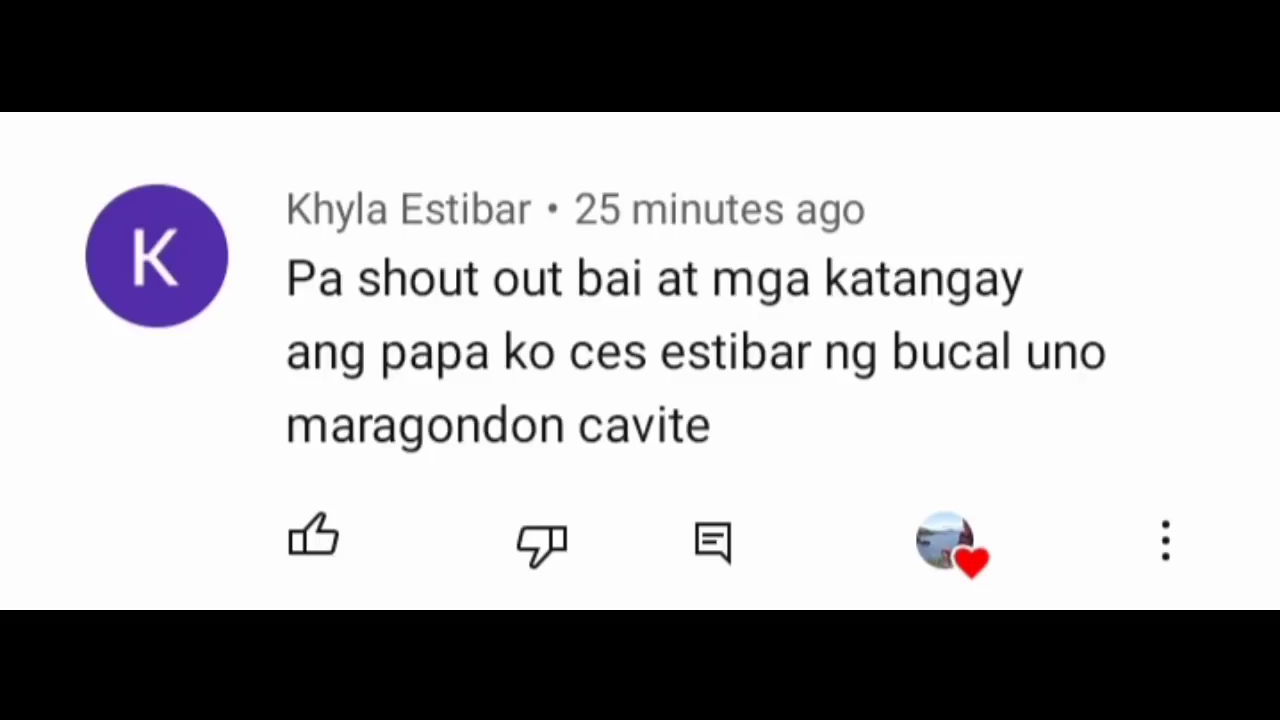 K
Khyla Estibar • 25 minutes ago
Pa shout out bai at mga katangay
ang papa ko ces estibar ng bucal uno
maragondon cavite